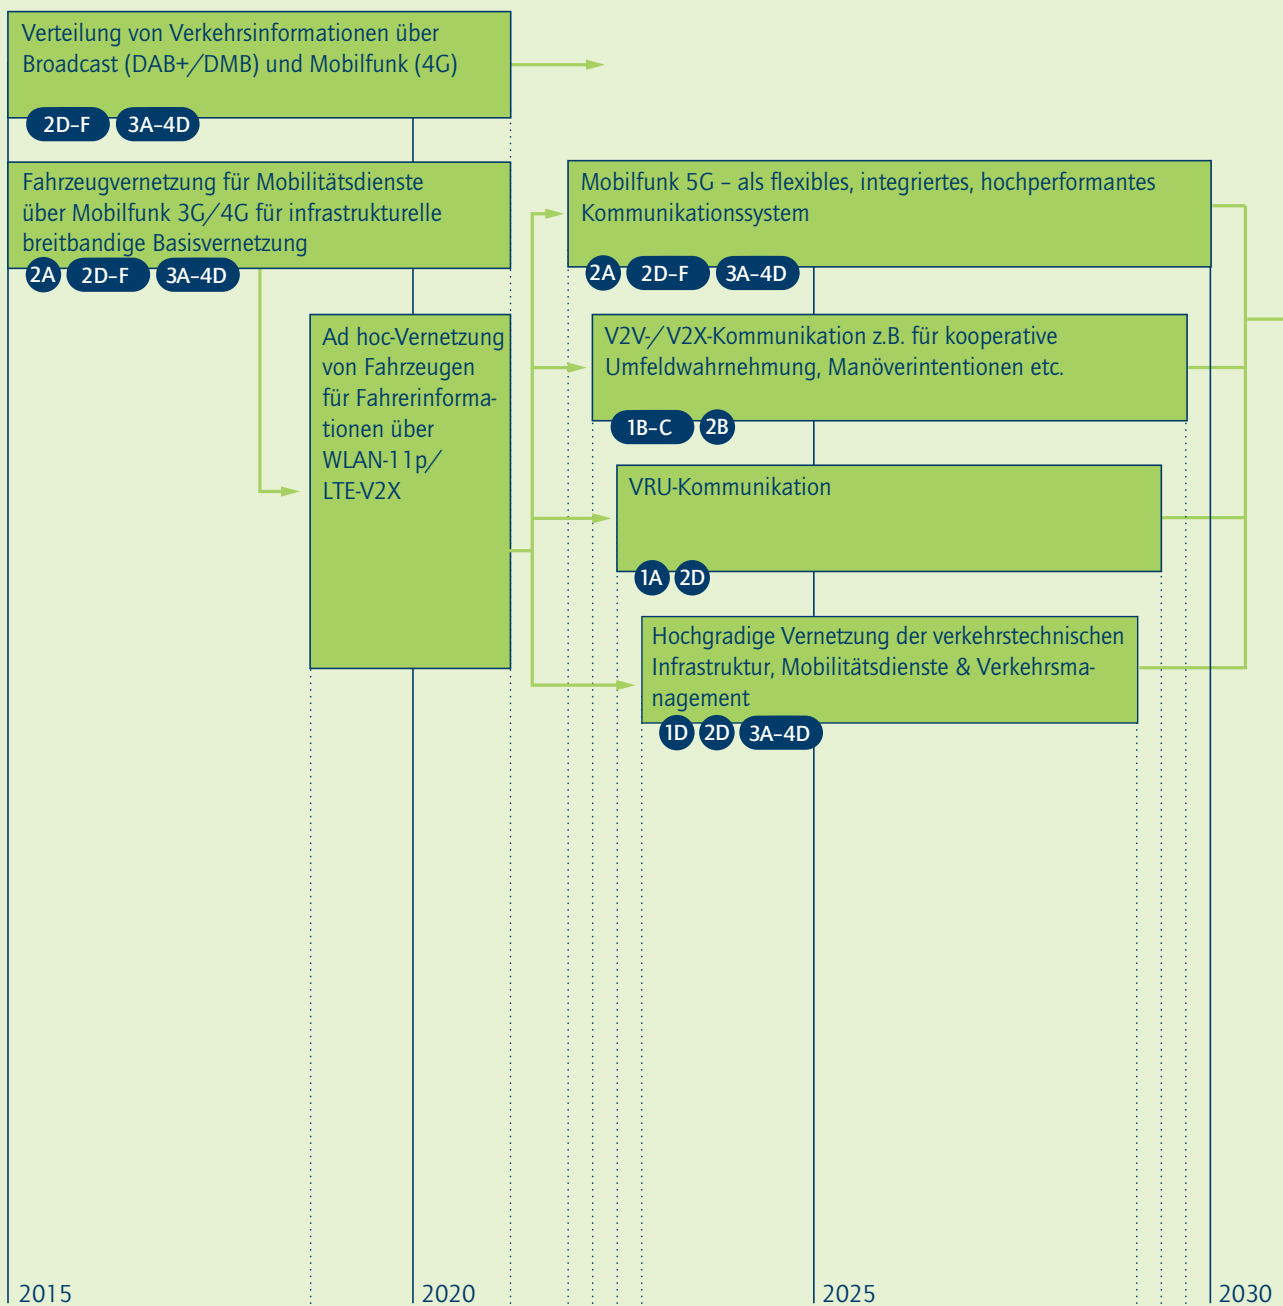 Verteilung von Verkehrsinformationen über
Broadcast (DAB+/DMB) und Mobilfunk (4G)
2D–F 3A–4D
Fahrzeugvernetzung für Mobilitätsdienste
über Mobilfunk 3G/4G für infrastrukturelle
breitbandige Basisvernetzung
2A 2D–F 3A–4D
Mobilfunk 5G – als flexibles, integriertes, hochperformantes
Kommunikationssystem
2A 2D–F 3A–4D
Ad hoc-Vernetzung
von Fahrzeugen
für Fahrerinforma-
tionen über
WLAN-11p/
LTE-V2X
V2V-/V2X-Kommunikation z.B. für kooperative
Umfeldwahrnehmung, Manöverintentionen etc.
1B–C 2B
VRU-Kommunikation
1A 2D
Hochgradige Vernetzung der verkehrstechnischen
Infrastruktur, Mobilitätsdienste & Verkehrsma-
nagement
1D 2D 3A–4D
2015 2020 2025 2030